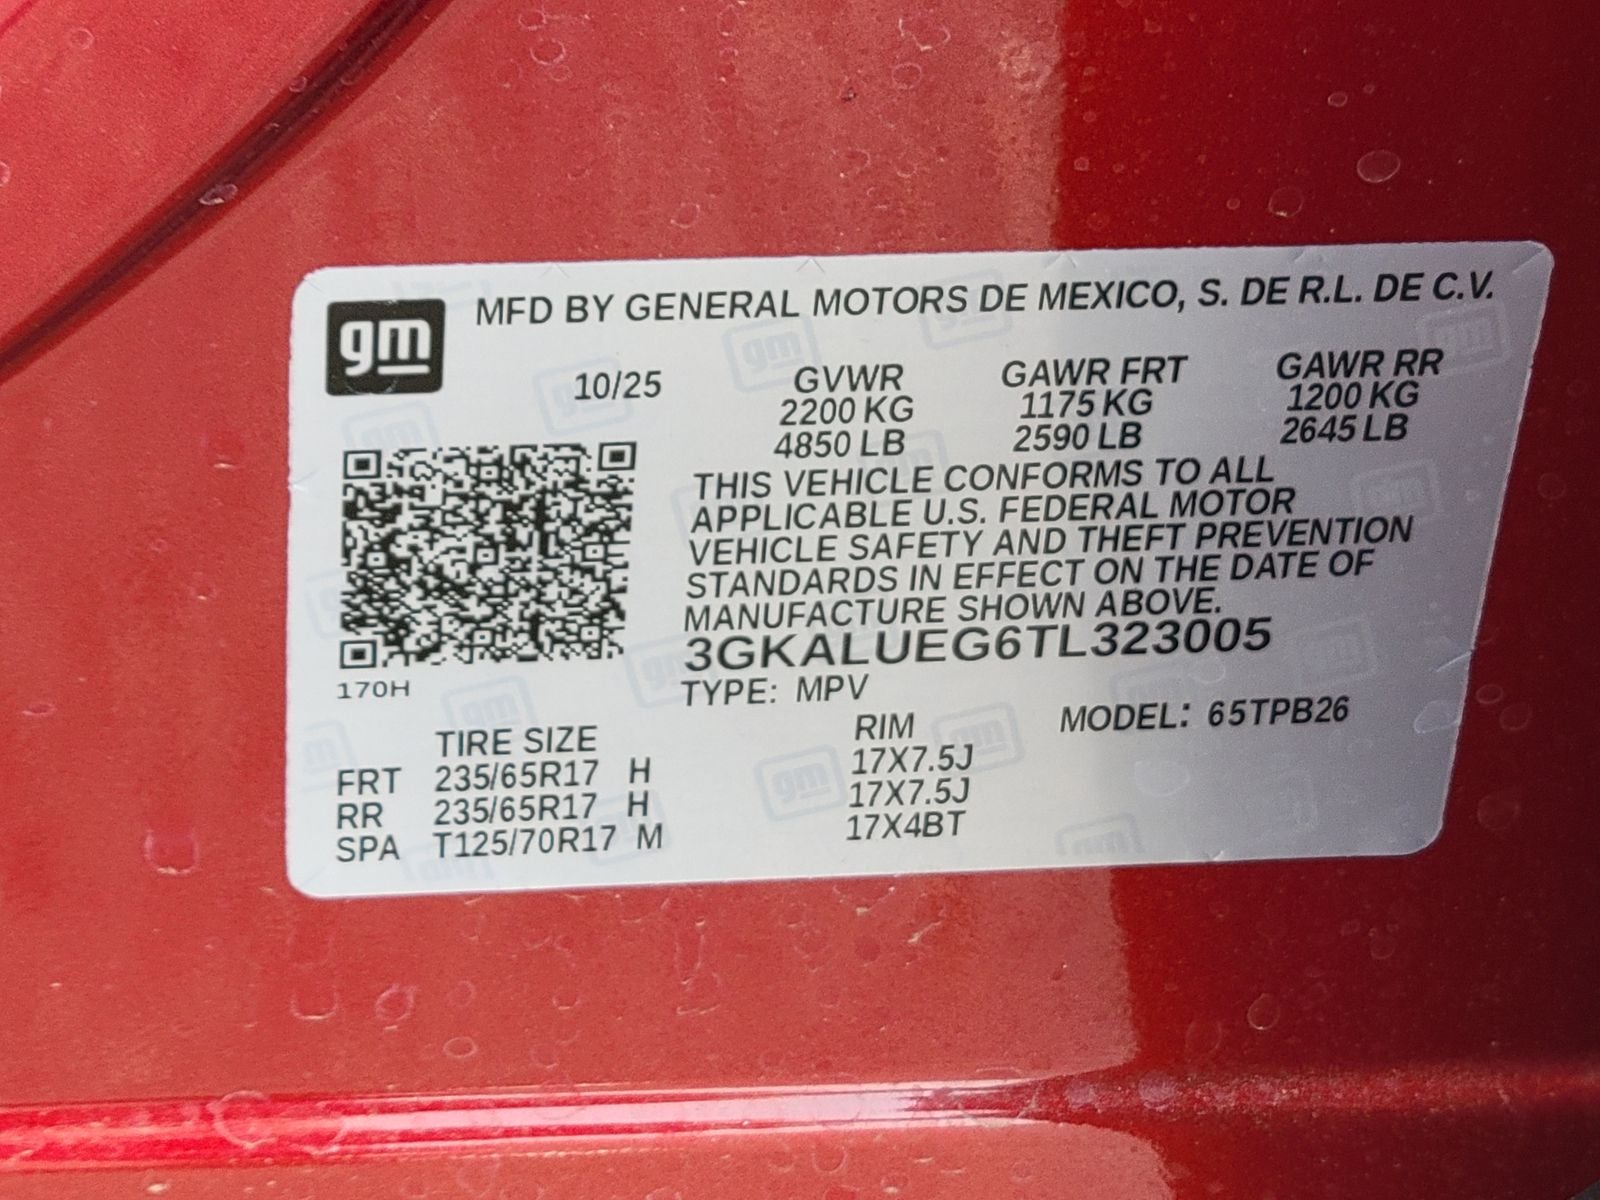 gm MFD BY GENERAL MOTORS DE MEXICO, S. DE R.L. DE C.V.
10/25 GVWR GAWR FRT GAWR RR
2200 KG 1175 KG 1200 KG
4850 LB 2590 LB 2645 LB
THIS VEHICLE CONFORMS TO ALL
APPLICABLE U.S. FEDERAL MOTOR
VEHICLE SAFETY AND THEFT PREVENTION
STANDARDS IN EFFECT ON THE DATE OF
MANUFACTURE SHOWN ABOVE.
3GKALUEG6TL323005
170H TYPE: MPV
MODEL: 65TPB26
TIRE SIZE RIM
FRT 235/65R17 H 17X7.5J
RR 235/65R17 H 17X7.5J
SPA T125/70R17 M 17X4BT